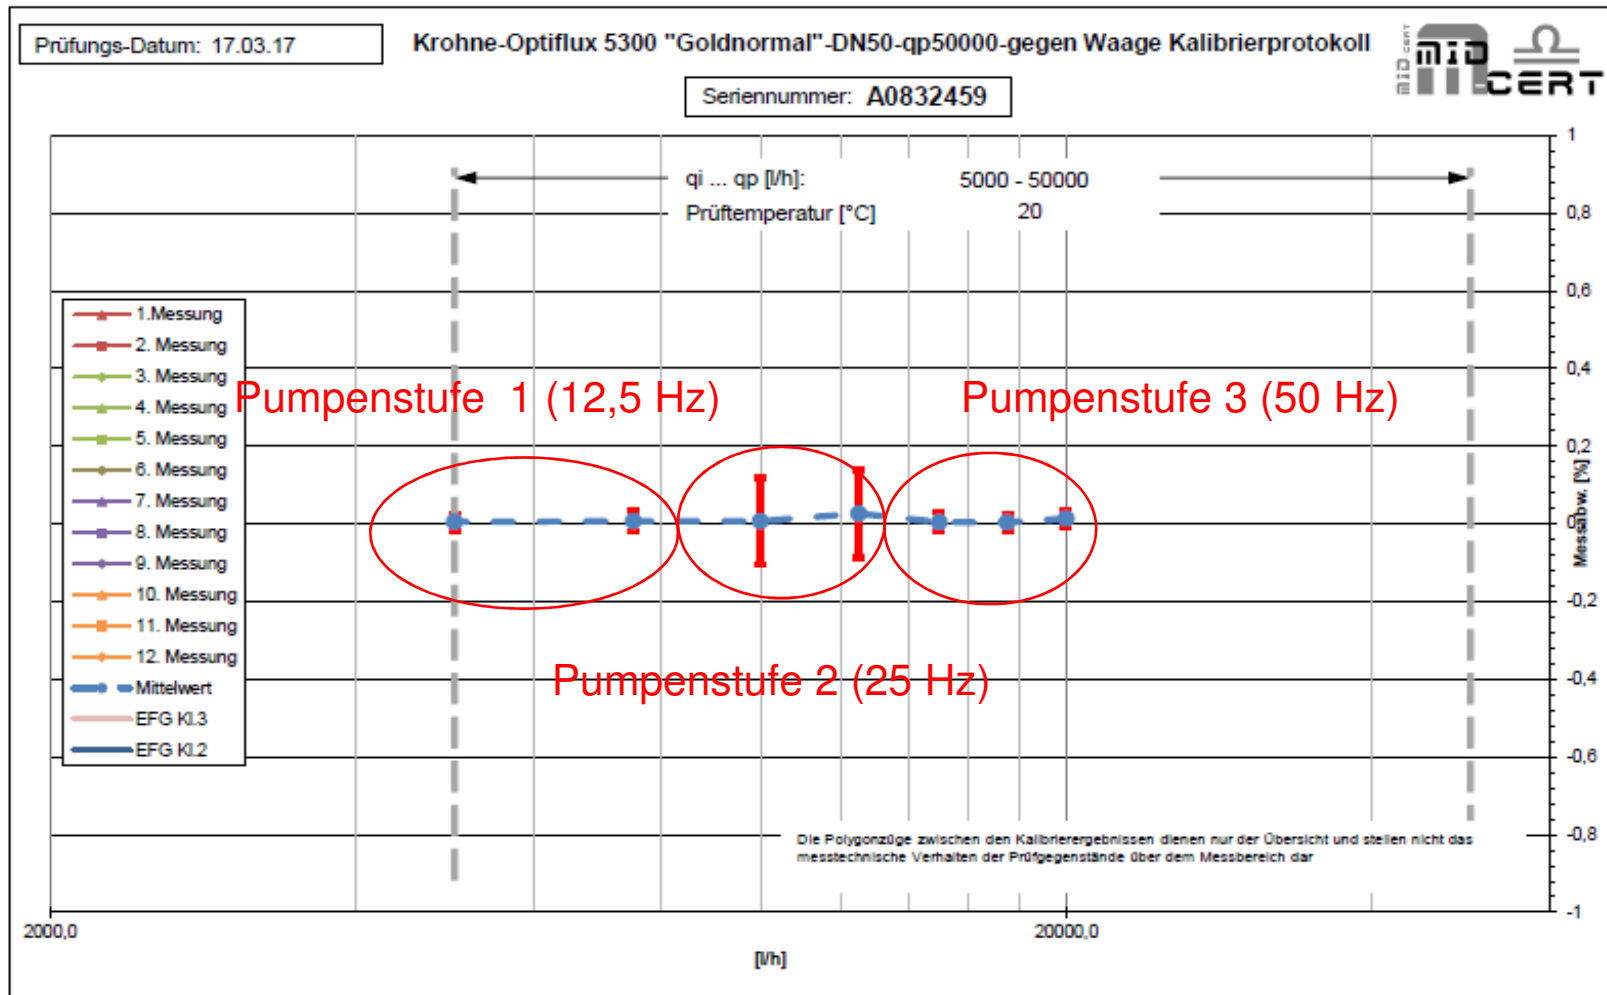 Prüfungs-Datum: 17.03.17
Krohne-Optiflux 5300 "Goldnormal"-DN50-qp50000-gegen Waage Kalibrierprotokoll
MID-CERT
MID
CERT
Seriennummer: A0832459
qi ... qp [l/h]: 5000 - 50000
Prüftemperatur [°C] 20
1.Messung
2. Messung
3. Messung
4. Messung
5. Messung
6. Messung
7. Messung
8. Messung
9. Messung
10. Messung
11. Messung
12. Messung
Mittelwert
EFG Kl.3
EFG Kl.2
Pumpenstufe 1 (12,5 Hz)
Pumpenstufe 3 (50 Hz)
Pumpenstufe 2 (25 Hz)
1
0,8
0,6
0,4
0,2
0
-0,2
-0,4
-0,6
-0,8
-1
Messabw. [%]
Die Polygonzüge zwischen den Kalibrierergebnissen dienen nur der Übersicht und stellen nicht das
messtechnische Verhalten der Prüfgegenstände über dem Messbereich dar
2000,0
20000,0
[l/h]